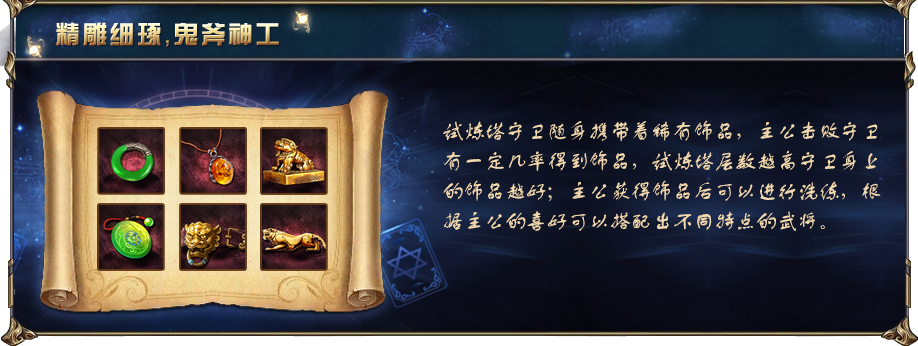 精雕细琢,鬼斧神工
试炼塔守卫随身携带着稀有饰品，主公击败守卫
有一定几率得到饰品，试炼塔层数越高守卫身上
的饰品越好；主公获得饰品后可以进行洗练，根
据主公的喜好可以搭配出不同特点的武将。